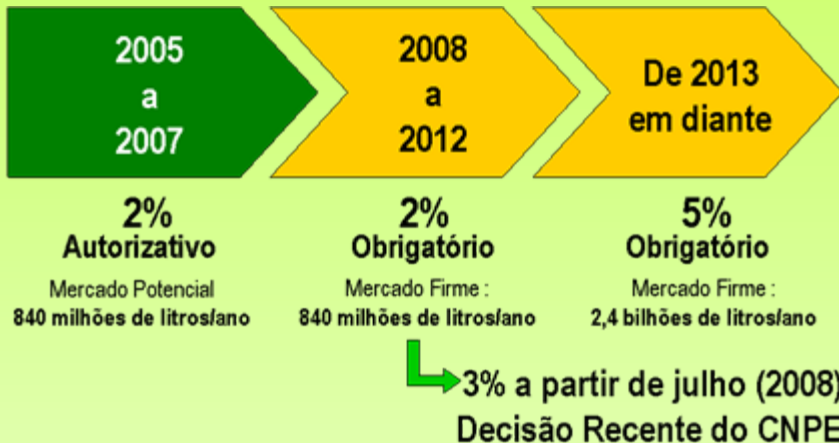 2005
a
2007
2008
a
2012
De 2013
em diante
2%
Autorizativo
Mercado Potencial
840 milhões de litros/ano
2%
Obrigatório
Mercado Firme :
840 milhões de litros/ano
5%
Obrigatório
Mercado Firme :
2,4 bilhões de litros/ano
3% a partir de julho (2008)
Decisão Recente do CNPE